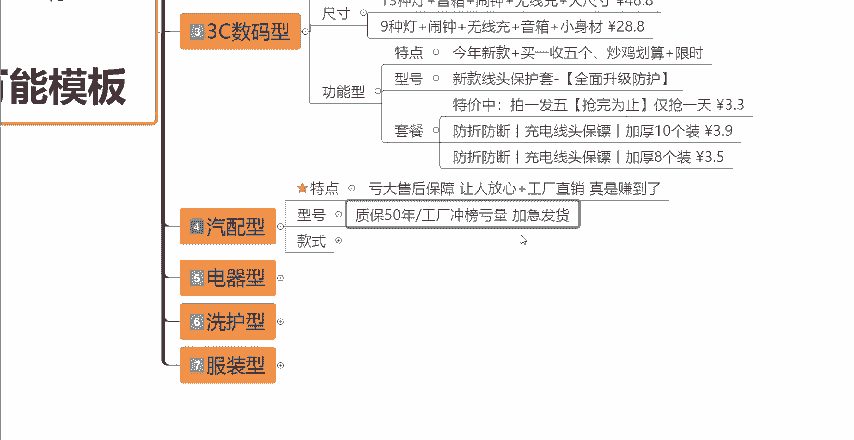 13种灯+音箱+闹钟+无线充+大尺寸 ¥46.8
尺寸
9种灯+闹钟+无线充+音箱+小身材 ¥28.8
3 3C数码型
特点
今年新款+买一收五个、炒鸡划算+限时
型号
新款线头保护套-【全面升级防护】
功能型
特价中：拍一发五【抢完为止】仅抢一天 ¥3.3
套餐
防折防断丨充电线头保镖丨加厚10个装 ¥3.9
防折防断丨充电线头保镖丨加厚8个装 ¥3.5
能模板
特点
亏大售后保障 让人放心+工厂直销 真是赚到了
4 汽配型
型号
质保50年/工厂冲榜亏量 加急发货
款式
5 电器型
6 洗护型
7 服装型